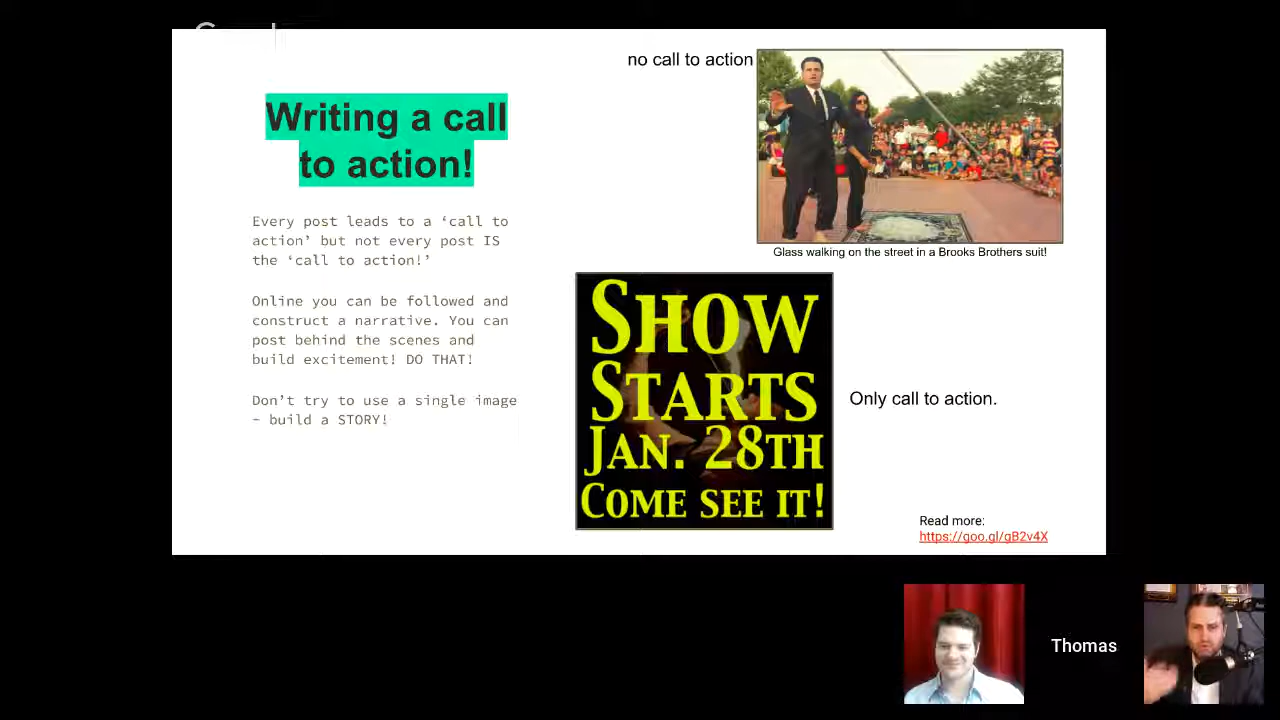 Writing a call
to action!
Every post leads to a ‘call to
action’ but not every post IS
the ‘call to action!’
Online you can be followed and
construct a narrative. You can
post behind the scenes and
build excitement! DO THAT!
Don’t try to use a single image
– build a STORY!
no call to action
Glass walking on the street in a Brooks Brothers suit!
SHOW
STARTS
JAN. 28TH
COME SEE IT!
Only call to action.
Read more:
https://goo.gl/gB2v4X
Thomas